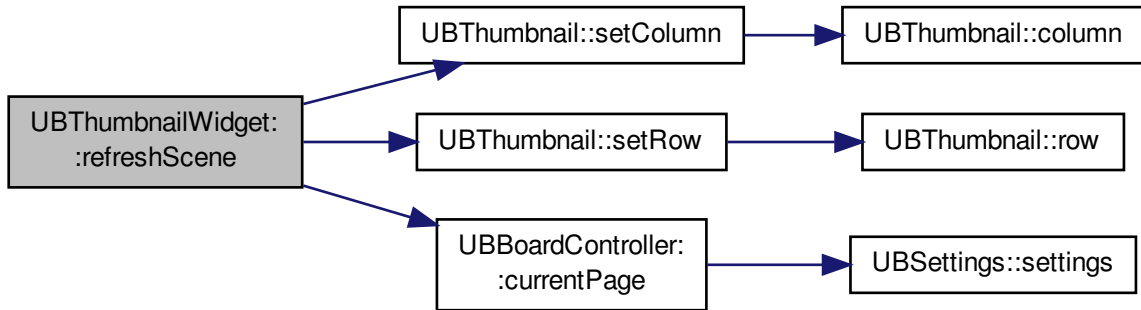 UBThumbnail::setColumn
UBThumbnail::column
UBThumbnailWidget:
:refreshScene
UBThumbnail::setRow
UBThumbnail::row
UBBoardController:
:currentPage
UBSettings::settings